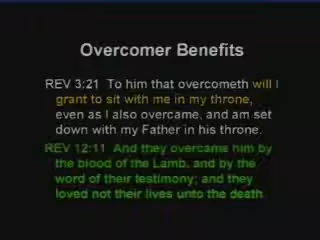 Overcomer Benefits
REV 3:21 To him that overcometh will I
grant to sit with me in my throne,
even as I also overcame, and am set
down with my Father in his throne.
REV 12:11 And they overcame him by
the blood of the Lamb, and by the
word of their testimony; and they
loved not their lives unto the death.